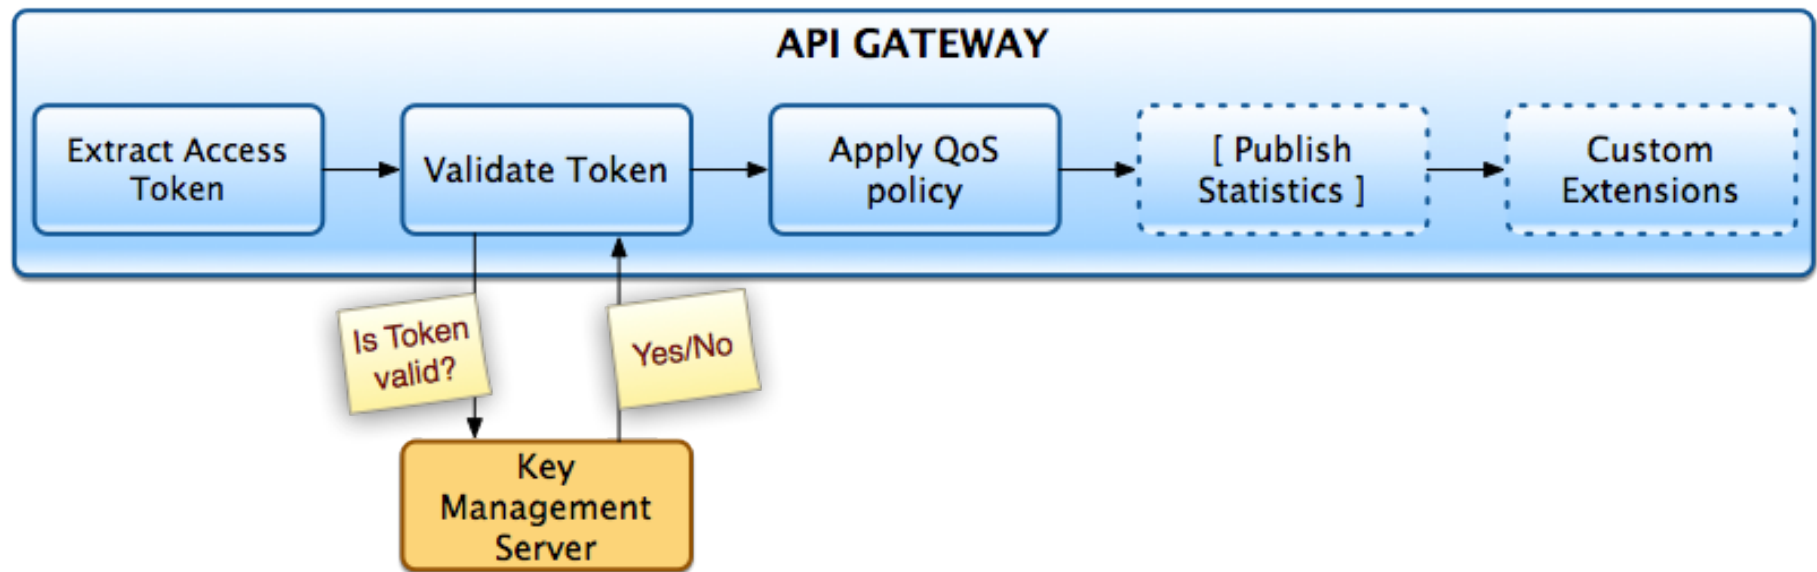 API GATEWAY
Extract Access
Token
Validate Token
Apply QoS
policy
[ Publish
Statistics ]
Custom
Extensions
Is Token
valid?
Yes/No
Key
Management
Server